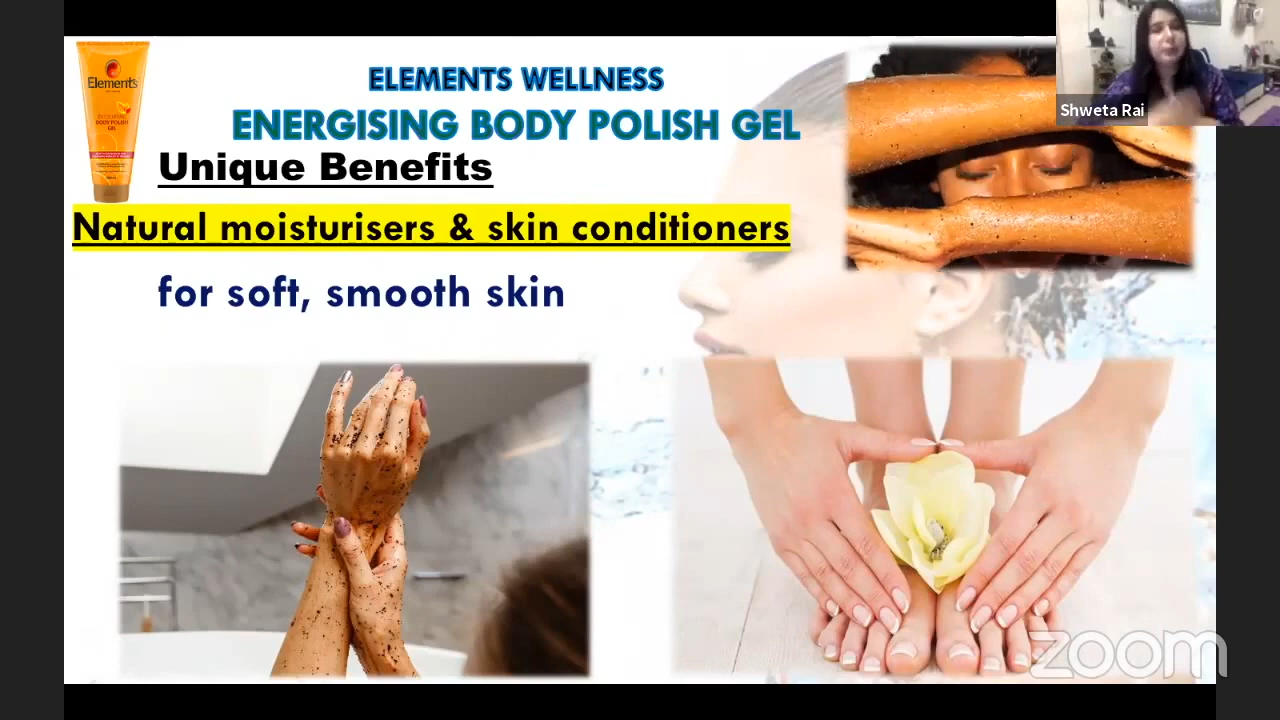 ELEMENTS WELLNESS
ENERGISING BODY POLISH GEL
Unique Benefits
Natural moisturisers & skin conditioners
for soft, smooth skin
Elements
BODY POLISH
GEL
Shweta Rai
zoom